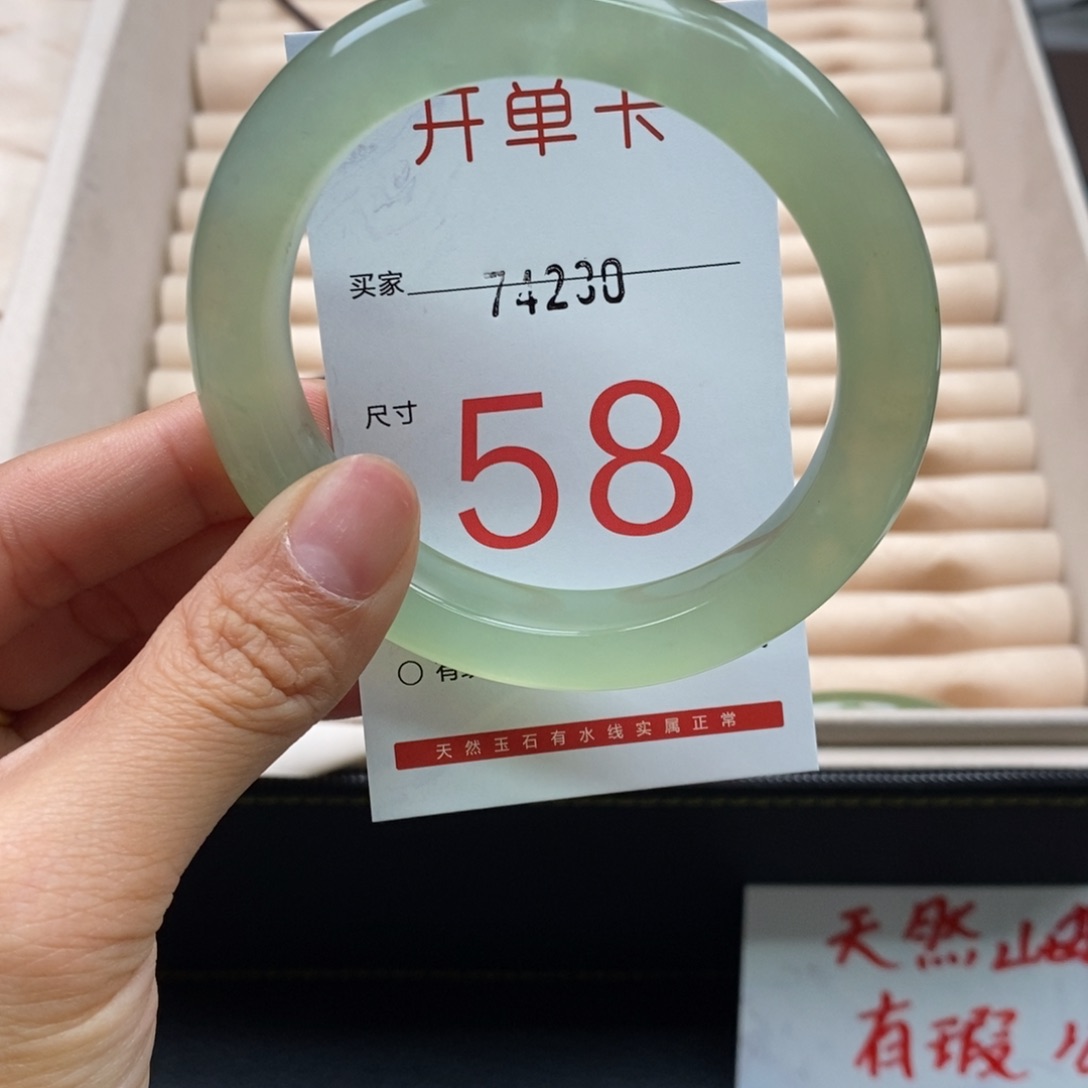 开单卡
买家 74230
尺寸 58
有
天然玉石有水线实属正常
天然山
有瑕